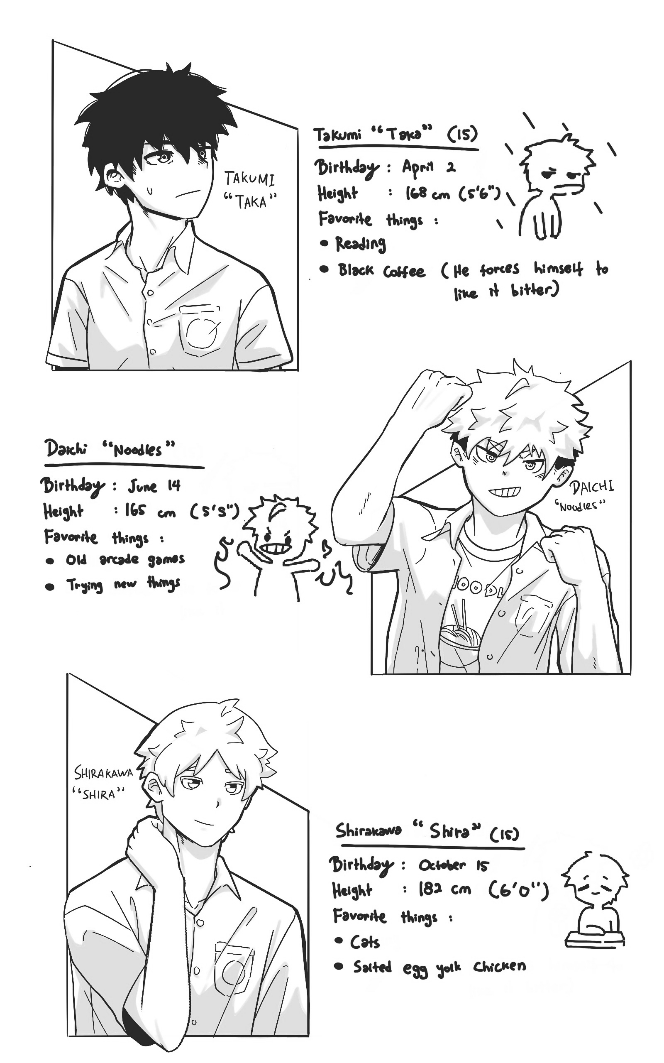 Takumi "Taka" (15)
Birthday : April 2
Height : 168 cm (5'6")
Favorite things :
• Reading
• Black Coffee (He forces himself to
like it bitter)
TAKUMI
"TAKA"
Daichi "Noodles"
Birthday : June 14
Height : 165 cm (5'5")
Favorite things :
• Old arcade games
• Trying new things
DAICHI
"NOODLES"
OODL
SHIRAKAWA
"SHIRA"
Shirakawa "Shira" (15)
Birthday : October 15
Height : 182 cm (6'0")
Favorite things :
• Cats
• Salted egg yolk chicken